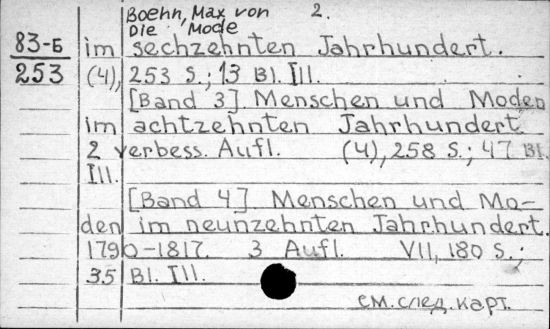 Boehn, Max von 2.
Die Mode
83-Б im sechzehnten Jahrhundert.
253 (4), 253 S.; 13 Bl. Ill.
[Band 3] Menschen und Moden
im achtzehnten Jahrhundert
2 verbess. Aufl. (4), 258 S.; 47 Bl.
Ill.
[Band 4] Menschen und Mo-
den im neunzehnten Jahrhundert.
1790-1817. 3 Aufl. VII, 180 S.;
35 Bl. Ill.
см.след.карт.